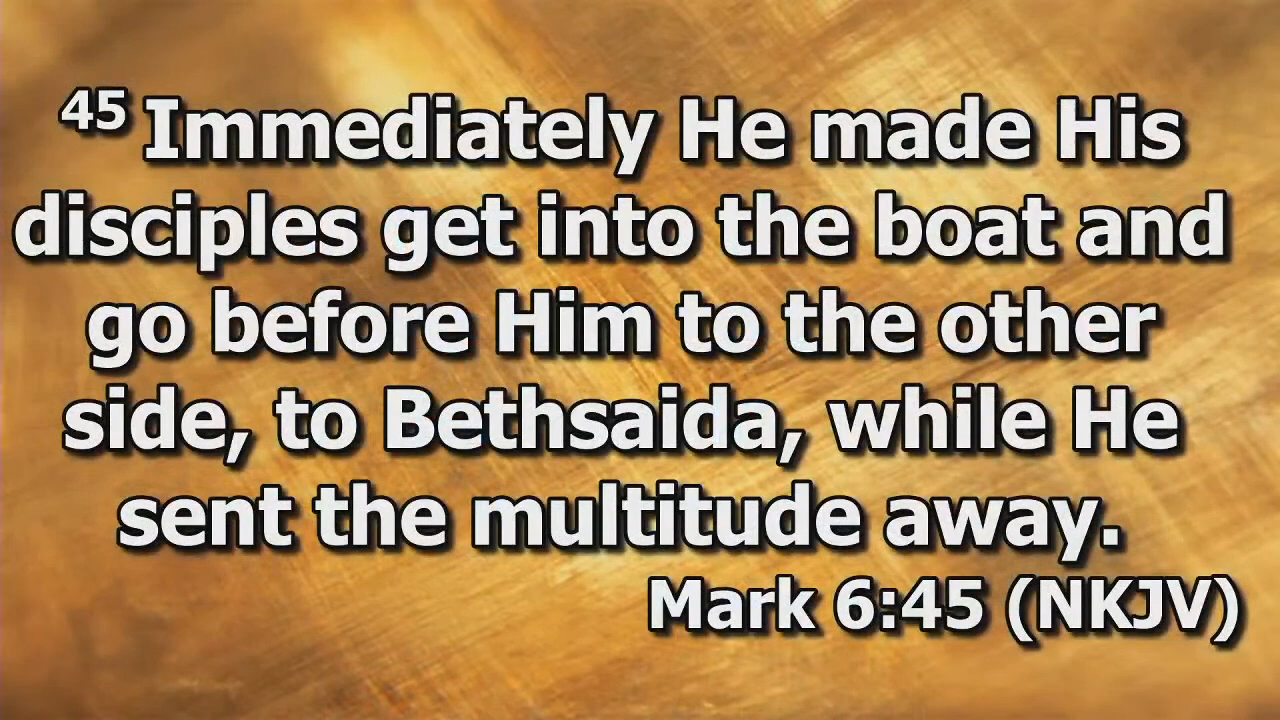 45 Immediately He made His
disciples get into the boat and
go before Him to the other
side, to Bethsaida, while He
sent the multitude away.
Mark 6:45 (NKJV)